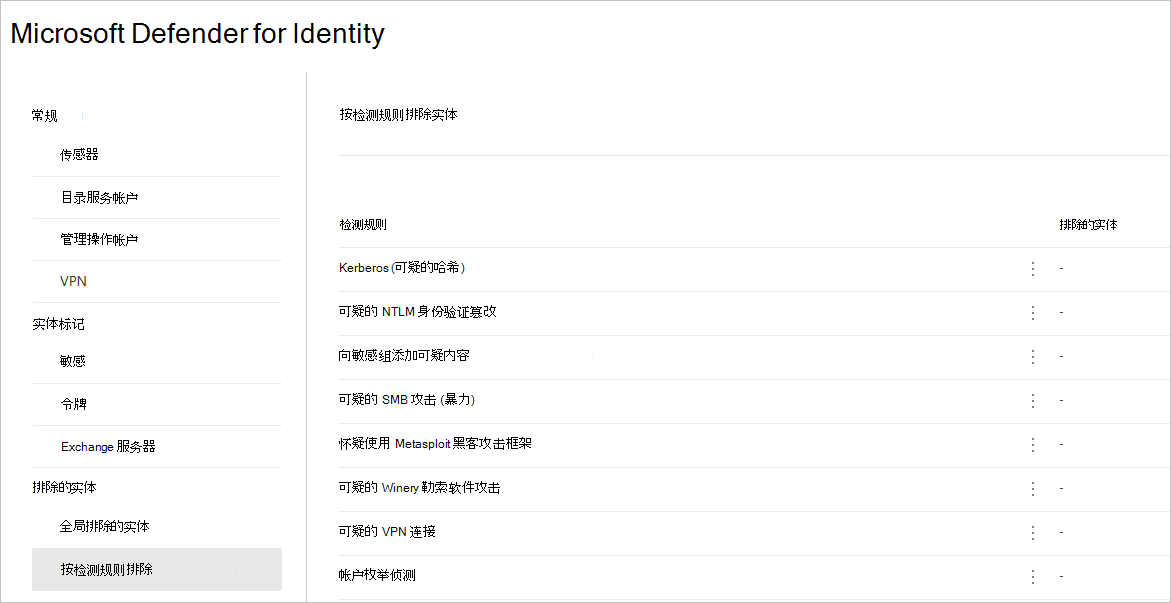 Microsoft Defender for Identity
常规
传感器
目录服务帐户
管理操作帐户
VPN
实体标记
敏感
令牌
Exchange 服务器
排除的实体
全局排除的实体
按检测规则排除
按检测规则排除实体
检测规则 排除的实体
Kerberos (可疑的哈希) -
可疑的 NTLM 身份验证篡改 -
向敏感组添加可疑内容 -
可疑的 SMB 攻击 (暴力) -
怀疑使用 Metasploit 黑客攻击框架 -
可疑的 Winery 勒索软件攻击 -
可疑的 VPN 连接 -
帐户枚举侦测 -